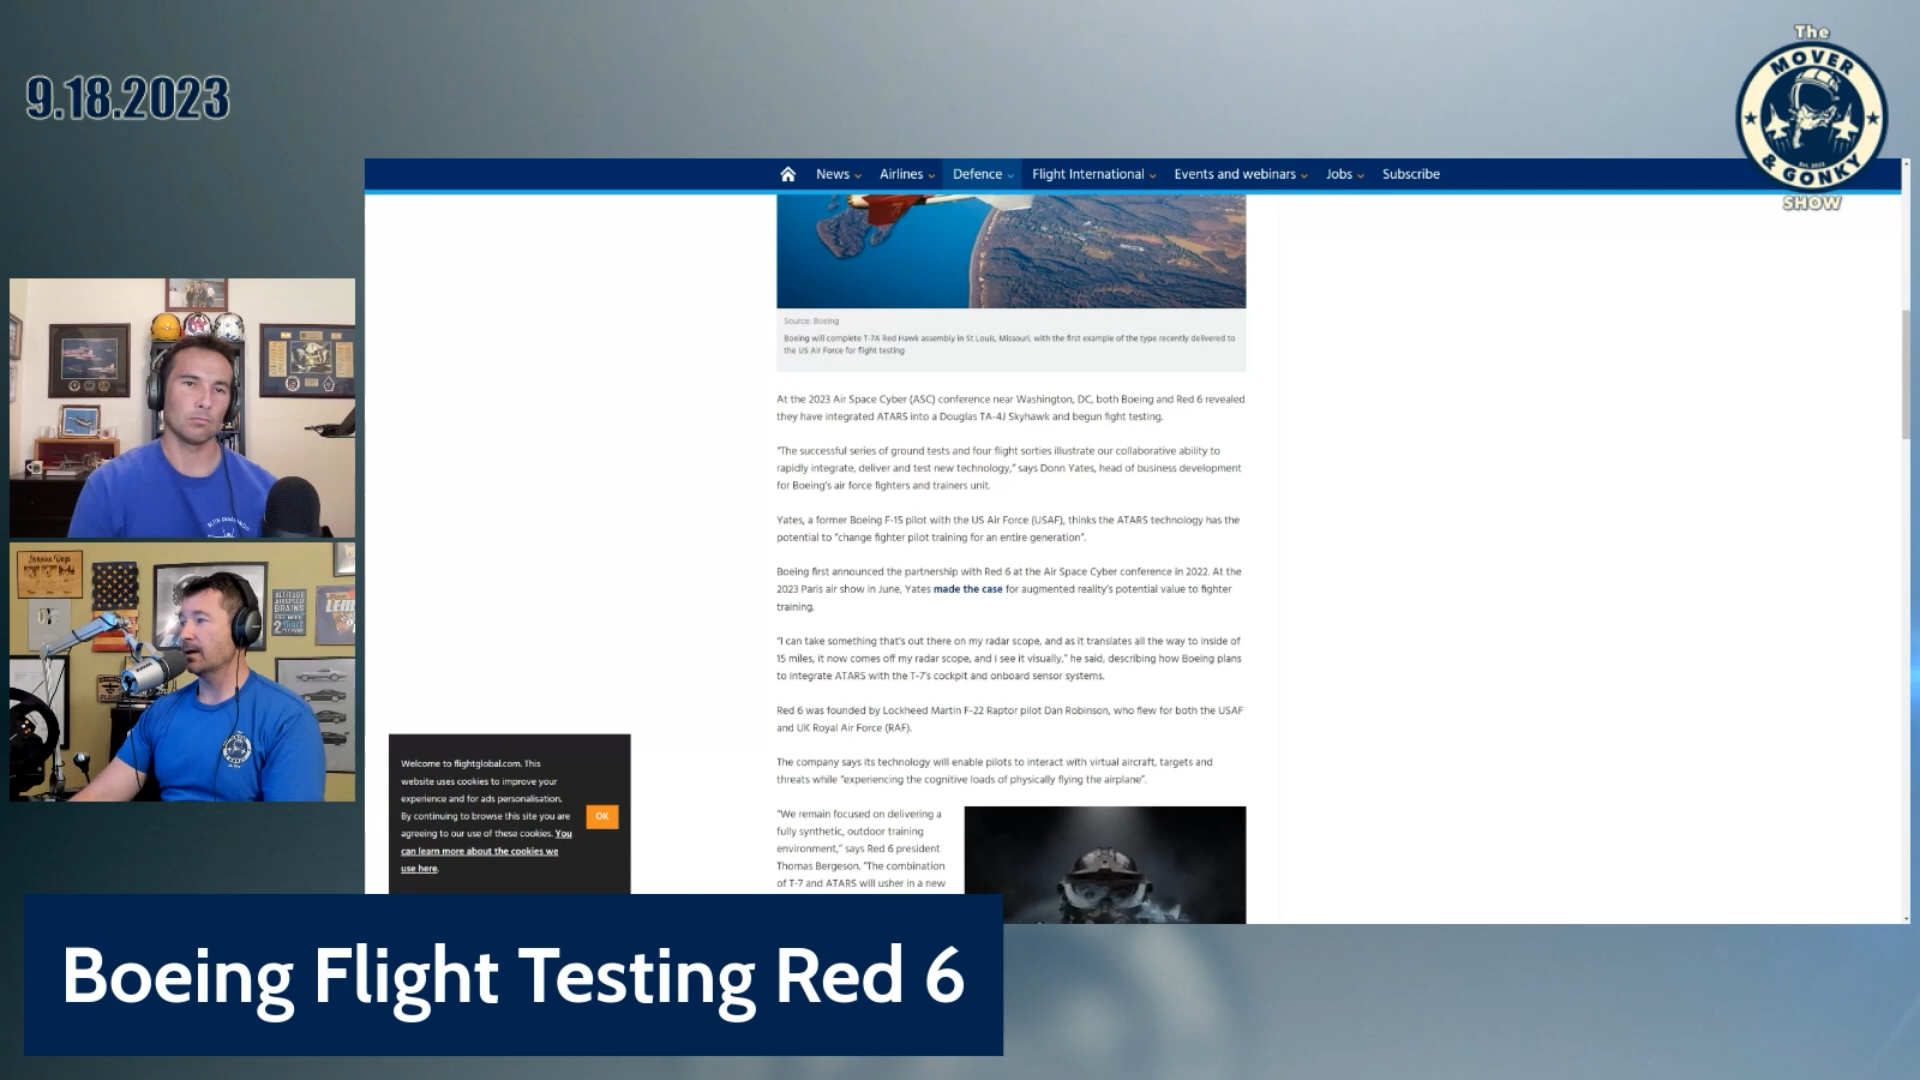 9.18.2023
The
MOVER
& GONKY
SHOW
News
Airlines
Defence
Flight International
Events and webinars
Jobs
Subscribe
Source: Boeing
Boeing will complete T-7A Red Hawk assembly in St Louis, Missouri, with the first example of the type recently delivered to
the US Air Force for flight testing
At the 2023 Air Space Cyber (ASC) conference near Washington, DC, both Boeing and Red 6 revealed
they have integrated ATARS into a Douglas TA-4J Skyhawk and begun fight testing.
"The successful series of ground tests and four flight sorties illustrate our collaborative ability to
rapidly integrate, deliver and test new technology," says Donn Yates, head of business development
for Boeing's air force fighters and trainers unit.
Yates, a former Boeing F-15 pilot with the US Air Force (USAF), thinks the ATARS technology has the
potential to "change fighter pilot training for an entire generation".
Boeing first announced the partnership with Red 6 at the Air Space Cyber conference in 2022. At the
2023 Paris air show in June, Yates made the case for augmented reality's potential value to fighter
training.
"I can take something that's out there on my radar scope, and as it translates all the way to inside of
15 miles, it now comes off my radar scope, and I see it visually," he said, describing how Boeing plans
to integrate ATARS with the T-7's cockpit and onboard sensor systems.
Red 6 was founded by Lockheed Martin F-22 Raptor pilot Dan Robinson, who flew for both the USAF
and UK Royal Air Force (RAF).
The company says its technology will enable pilots to interact with virtual aircraft, targets and
threats while "experiencing the cognitive loads of physically flying the airplane".
"We remain focused on delivering a
fully synthetic, outdoor training
environment," says Red 6 president
Thomas Bergeson. "The combination
of T-7 and ATARS will usher in a new
Welcome to flightglobal.com. This
website uses cookies to improve your
experience and for ads personalisation.
By continuing to browse this site you are
agreeing to our use of these cookies. You
can learn more about the cookies we
use here.
OK
ALTITUDE
AIRSPEED
BRAINS
Boeing Flight Testing Red 6